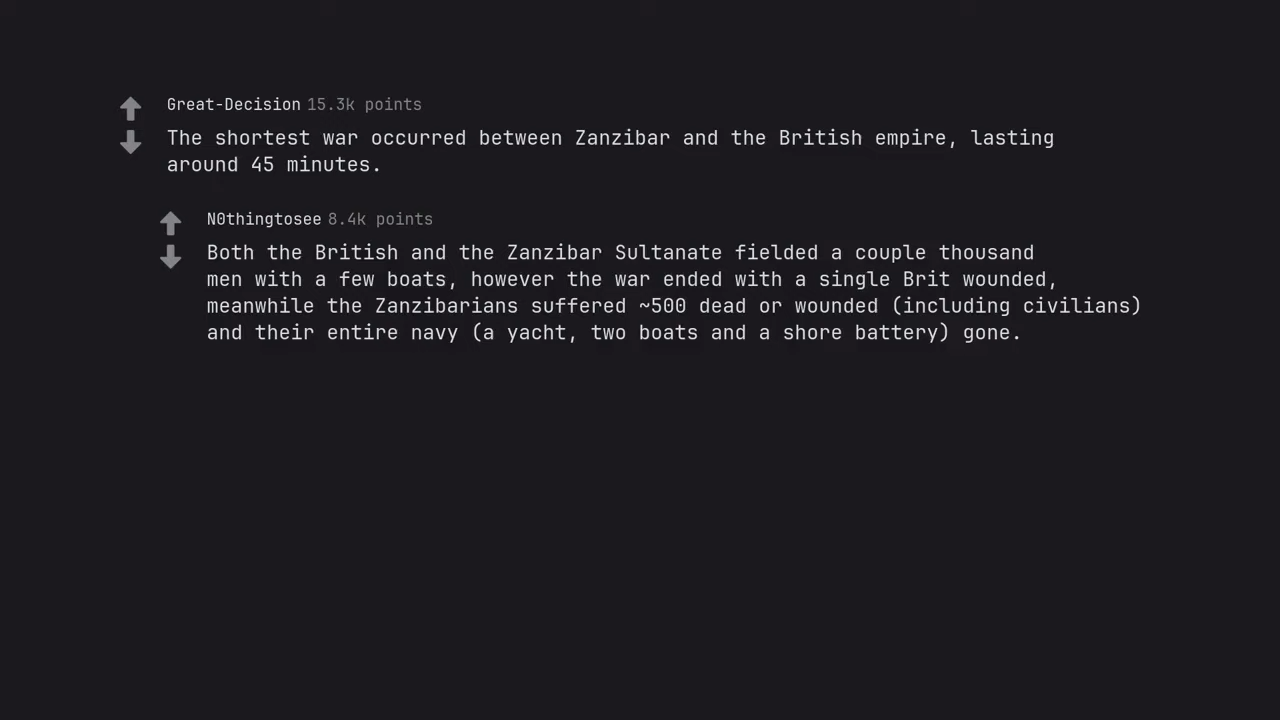 Great-Decision 15.3k points
The shortest war occurred between Zanzibar and the British empire, lasting
around 45 minutes.
N0thingtosee 8.4k points
Both the British and the Zanzibar Sultanate fielded a couple thousand
men with a few boats, however the war ended with a single Brit wounded,
meanwhile the Zanzibarians suffered ~500 dead or wounded (including civilians)
and their entire navy (a yacht, two boats and a shore battery) gone.